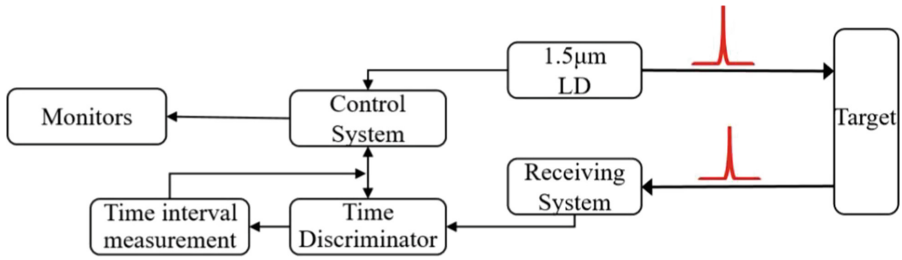 1.5μm
LD
Control
System
Monitors
Target
Receiving
System
Time interval
measurement
Time
Discriminator